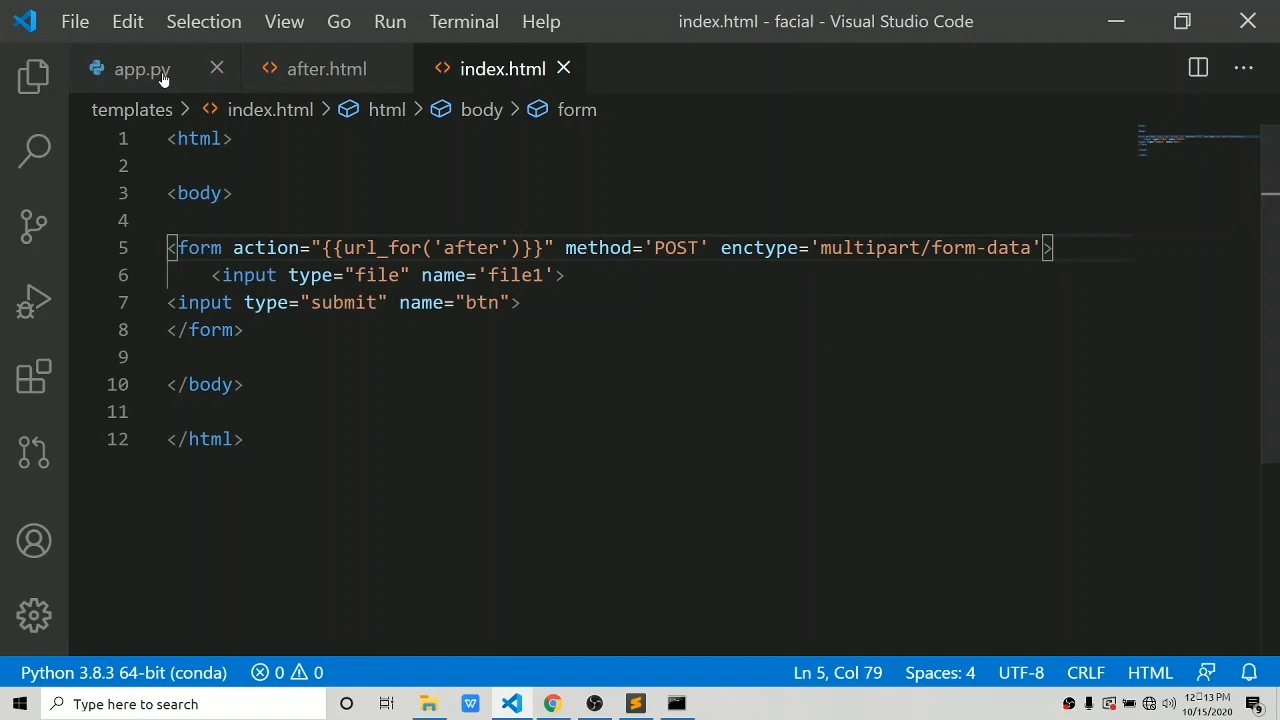 File Edit Selection View Go Run Terminal Help index.html - facial - Visual Studio Code
app.py after.html index.html
templates > index.html > html > body > form
1 <html>
2
3 <body>
4
5 <form action="{{url_for('after')}}" method='POST' enctype='multipart/form-data'>
6 <input type="file" name='file1'>
7 <input type="submit" name="btn">
8 </form>
9
10 </body>
11
12 </html>
Python 3.8.3 64-bit (conda) 0 0 Ln 5, Col 79 Spaces: 4 UTF-8 CRLF HTML
Type here to search
12:13 PM
10/15/2020
9